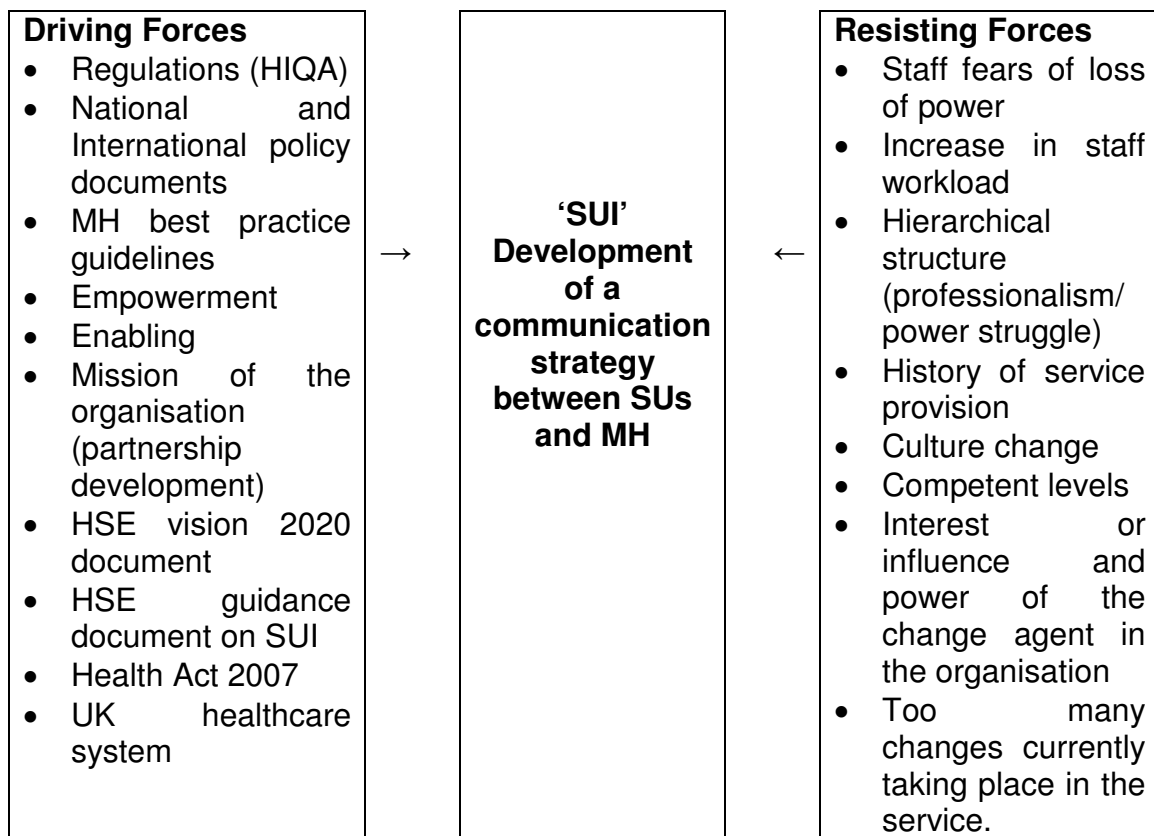 Driving Forces
• Regulations (HIQA)
• National and
International policy
documents
• MH best practice
guidelines
• Empowerment
• Enabling
• Mission of the
organisation
(partnership
development)
• HSE vision 2020
document
• HSE guidance
document on SUI
• Health Act 2007
• UK healthcare
system
→
‘SUI’
Development
of a
communication
strategy
between SUs
and MH
←
Resisting Forces
• Staff fears of loss
of power
• Increase in staff
workload
• Hierarchical
structure
(professionalism/
power struggle)
• History of service
provision
• Culture change
• Competent levels
• Interest or
influence and
power of the
change agent in
the organisation
• Too many
changes currently
taking place in the
service.